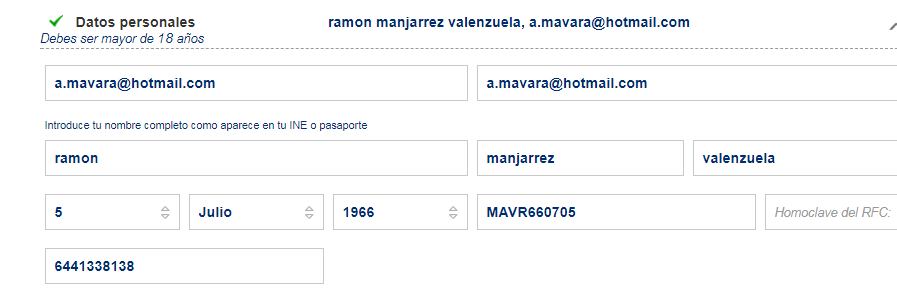 Datos personales ramon manjarrez valenzuela, a.mavara@hotmail.com
Debes ser mayor de 18 años
a.mavara@hotmail.com a.mavara@hotmail.com
Introduce tu nombre completo como aparece en tu INE o pasaporte
ramon manjarrez valenzuela
5 Julio 1966 MAVR660705 Homoclave del RFC:
6441338138